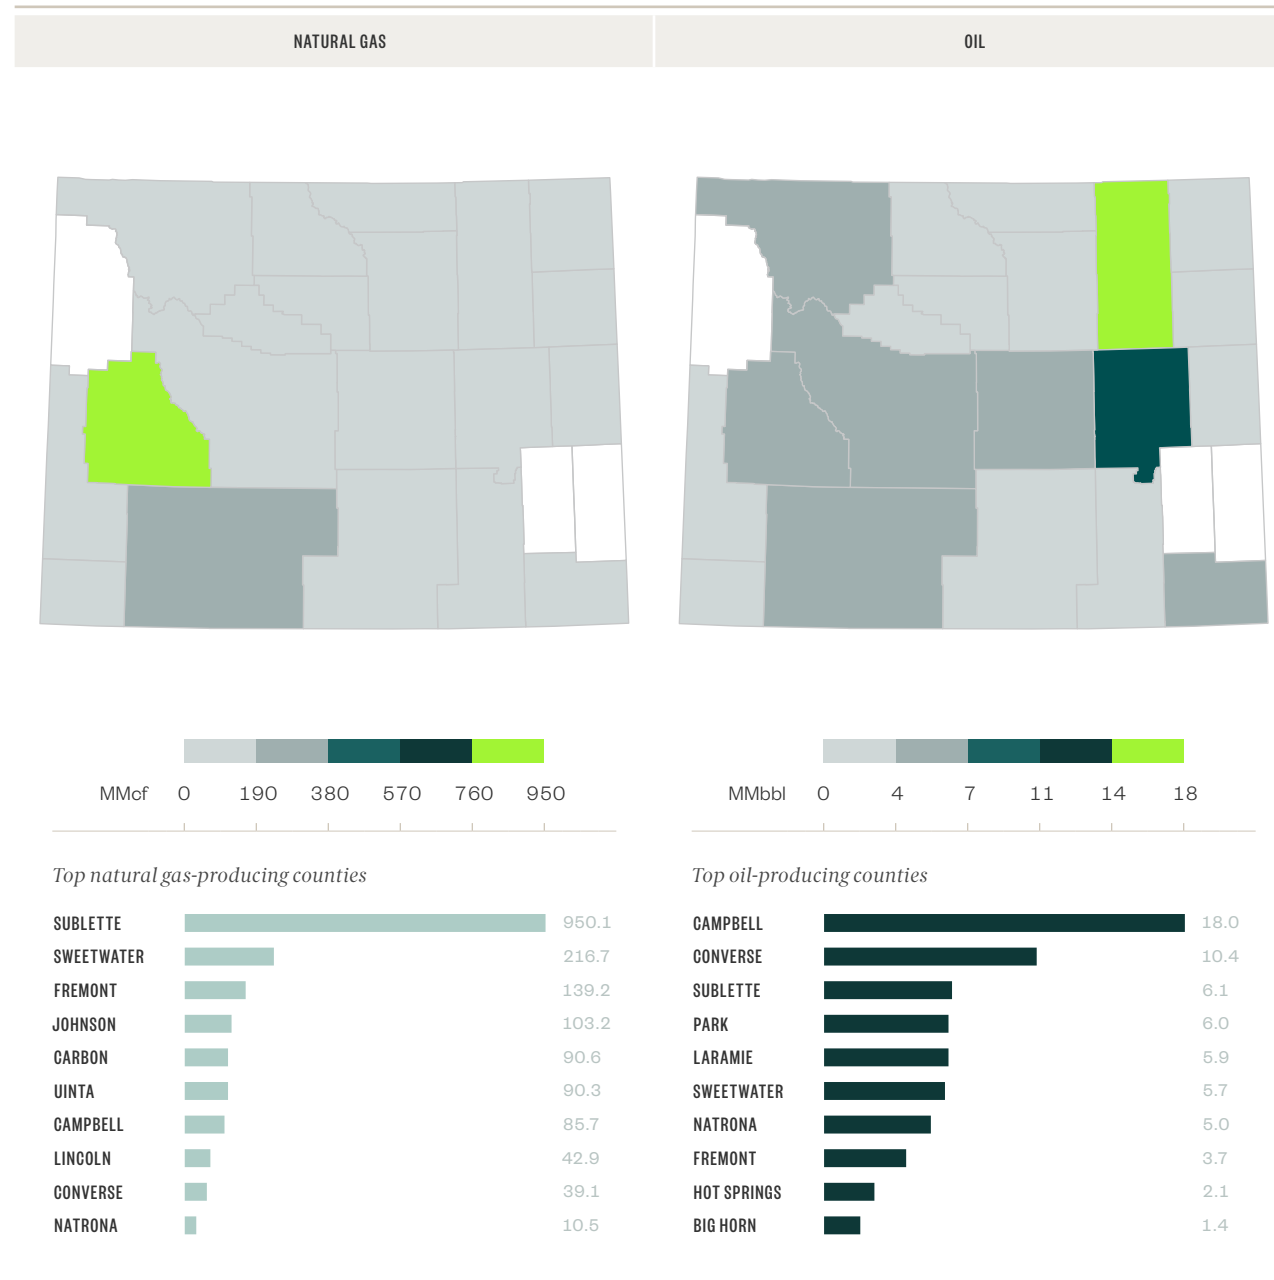 NATURAL GAS
OIL
MMcf 0 190 380 570 760 950
MMbbl 0 4 7 11 14 18
Top natural gas-producing counties
SUBLETTE 950.1
SWEETWATER 216.7
FREMONT 139.2
JOHNSON 103.2
CARBON 90.6
UINTA 90.3
CAMPBELL 85.7
LINCOLN 42.9
CONVERSE 39.1
NATRONA 10.5
Top oil-producing counties
CAMPBELL 18.0
CONVERSE 10.4
SUBLETTE 6.1
PARK 6.0
LARAMIE 5.9
SWEETWATER 5.7
NATRONA 5.0
FREMONT 3.7
HOT SPRINGS 2.1
BIG HORN 1.4